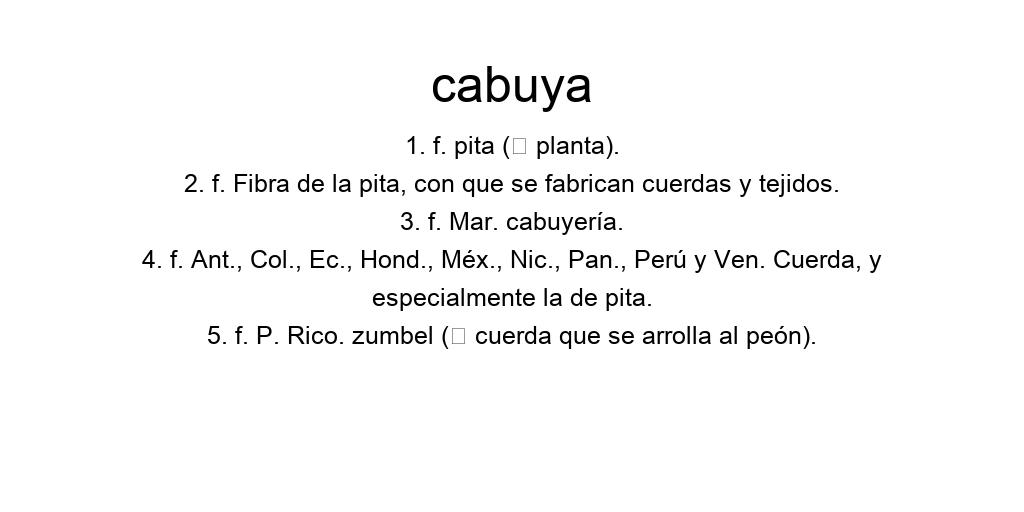 cabuya
1. f. pita (▯ planta).
2. f. Fibra de la pita, con que se fabrican cuerdas y tejidos.
3. f. Mar. cabuyería.
4. f. Ant., Col., Ec., Hond., Méx., Nic., Pan., Perú y Ven. Cuerda, y
especialmente la de pita.
5. f. P. Rico. zumbel (▯ cuerda que se arrolla al peón).